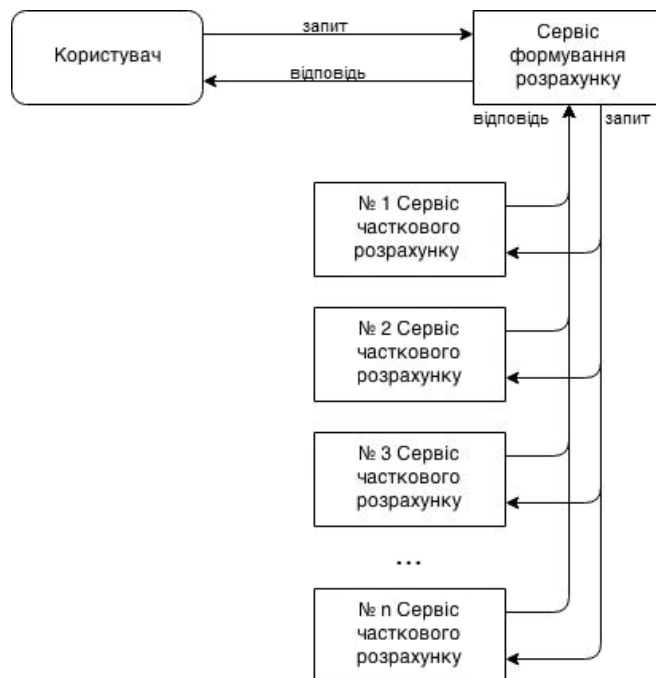 Користувач
запит
відповідь
Сервіс
формування
розрахунку
відповідь
запит
№ 1 Сервіс
часткового
розрахунку
№ 2 Сервіс
часткового
розрахунку
№ 3 Сервіс
часткового
розрахунку
...
№ n Сервіс
часткового
розрахунку